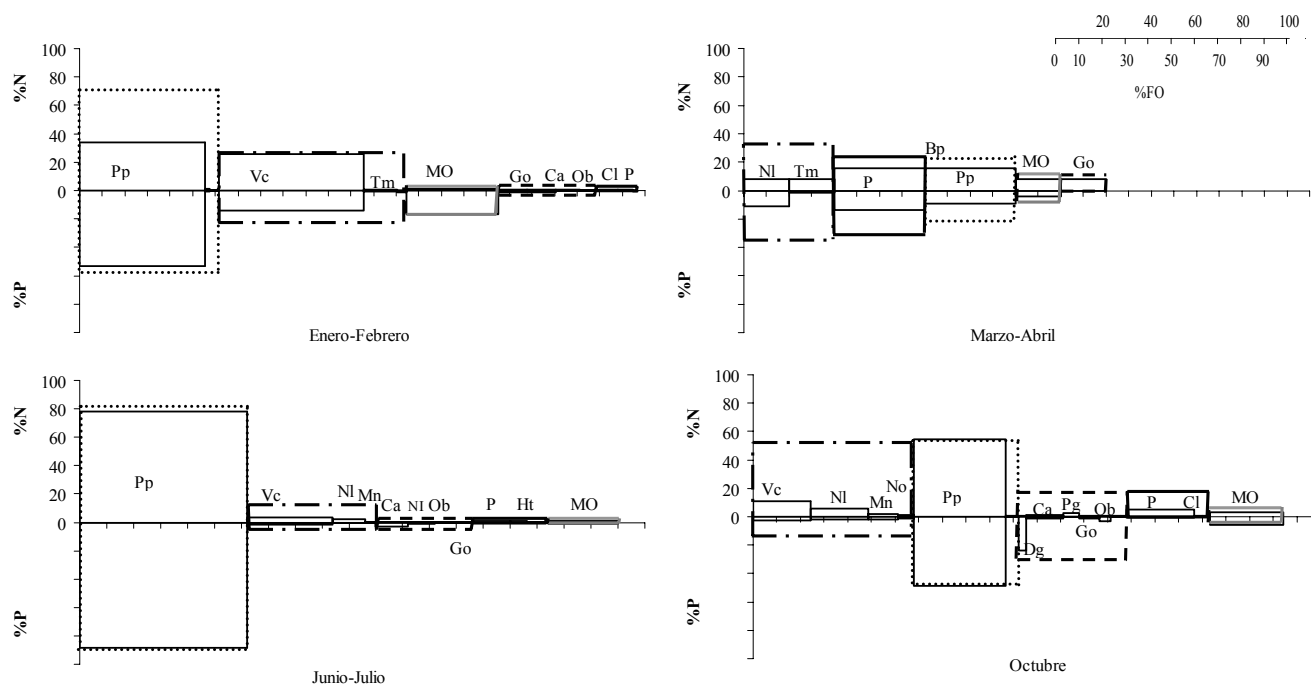 20 40 60 80 100
0 10 30 50 70 90
%FO
100
80
60
40
20
0
%N
%P
Pp Vc Tm MO Go Ca Ob Cl P
Enero-Febrero
100
80
60
40
20
0
%N
%P
Nl Tm P Bp Pp MO Go
Marzo-Abril
100
80
60
40
20
0
%N
%P
Pp Vc Nl Mn Ca NI Ob P Ht MO
Go
Junio-Julio
100
80
60
40
20
0
%N
%P
Vc Nl Mn No Pp Ca Pg Ob P Cl MO
Go
Dg
Octubre